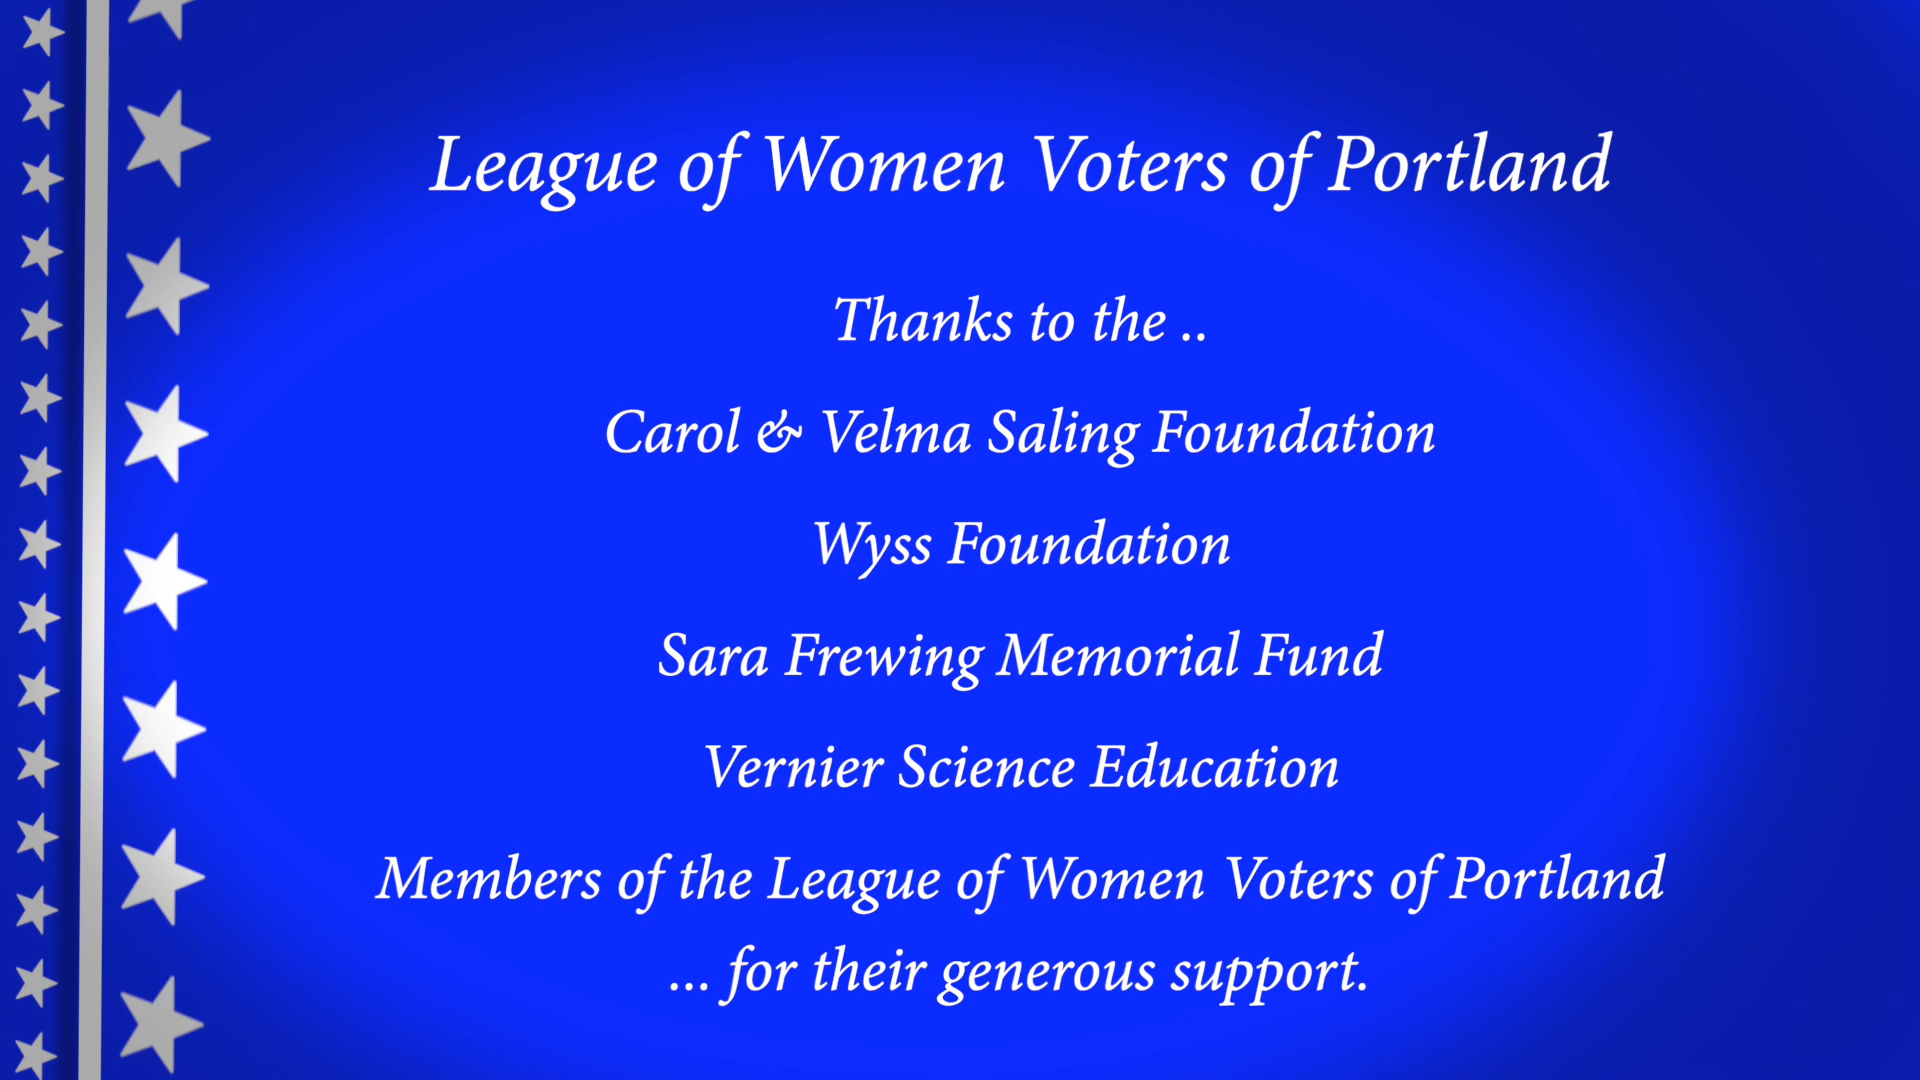 League of Women Voters of Portland
Thanks to the ..
Carol & Velma Saling Foundation
Wyss Foundation
Sara Frewing Memorial Fund
Vernier Science Education
Members of the League of Women Voters of Portland
... for their generous support.